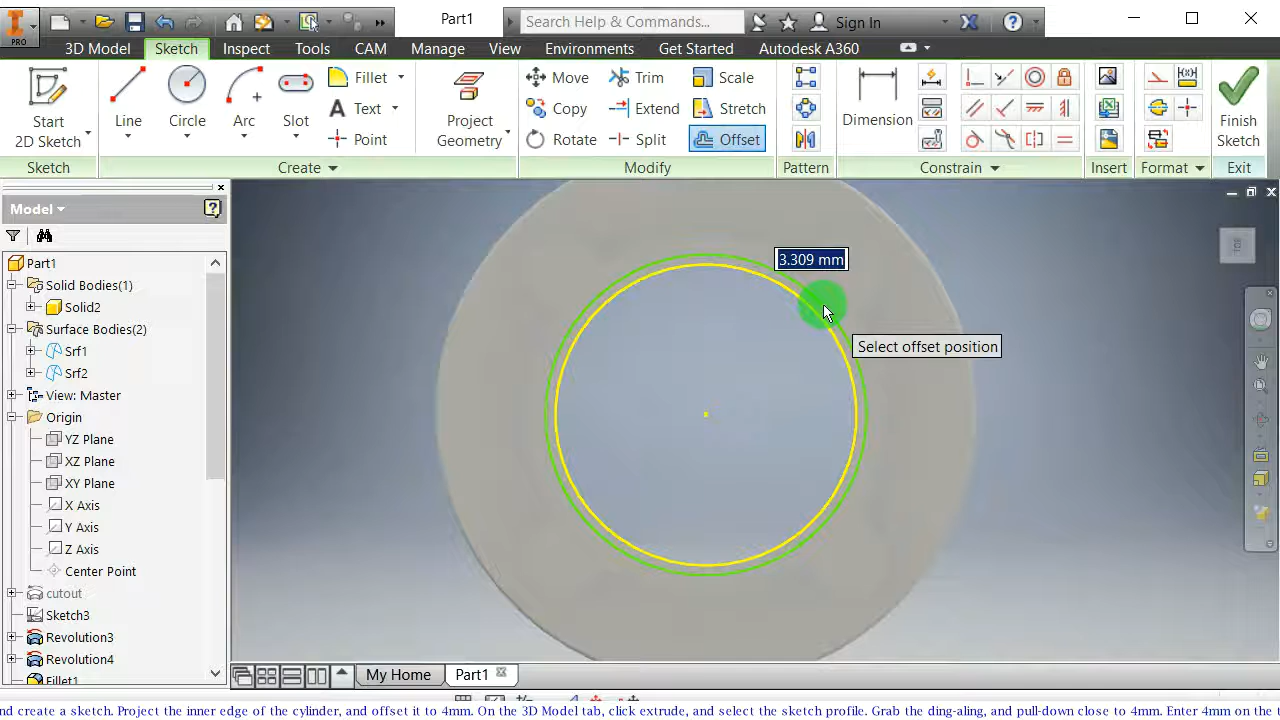 PRO
Part1
Search Help & Commands...
Sign In
3D Model Sketch Inspect Tools CAM Manage View Environments Get Started Autodesk A360
Start
2D Sketch
Line
Circle
Arc
Slot
Fillet
Text
Point
Project
Geometry
Move
Copy
Rotate
Trim
Extend
Split
Scale
Stretch
Offset
Dimension
Finish
Sketch
Sketch Create Modify Pattern Constrain Insert Format Exit
Model
Part1
Solid Bodies(1)
Solid2
Surface Bodies(2)
Srf1
Srf2
View: Master
Origin
YZ Plane
XZ Plane
XY Plane
X Axis
Y Axis
Z Axis
Center Point
cutout
Sketch3
Revolution3
Revolution4
Fillet1
3.309 mm
Select offset position
TOP
My Home Part1
nd create a sketch. Project the inner edge of the cylinder, and offset it to 4mm. On the 3D Model tab, click extrude, and select the sketch profile. Grab the ding-aling, and pull-down close to 4mm. Enter 4mm on the